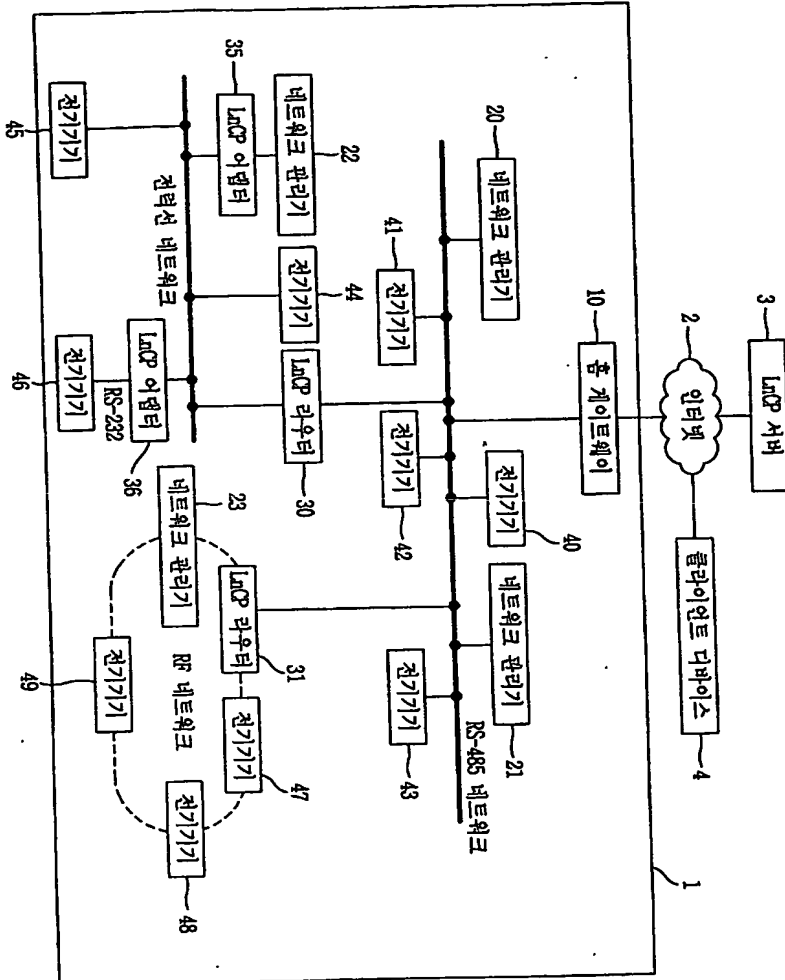 3
LnCP 서버
2
인터넷
클라이언트 디바이스
4
1
10
홈 게이트웨이
20
네트워크 관리기
전기기기
40
네트워크 관리기
21
RS-485 네트워크
41
전기기기
전기기기
42
전기기기
43
35
LnCP 어댑터
네트워크 관리기
22
전기기기
44
LnCP 라우터
30
LnCP 라우터
31
전력선 네트워크
전기기기
45
전기기기
46
RS-232
LnCP 어댑터
36
23
네트워크 관리기
RF 네트워크
전기기기
47
전기기기
48
전기기기
49